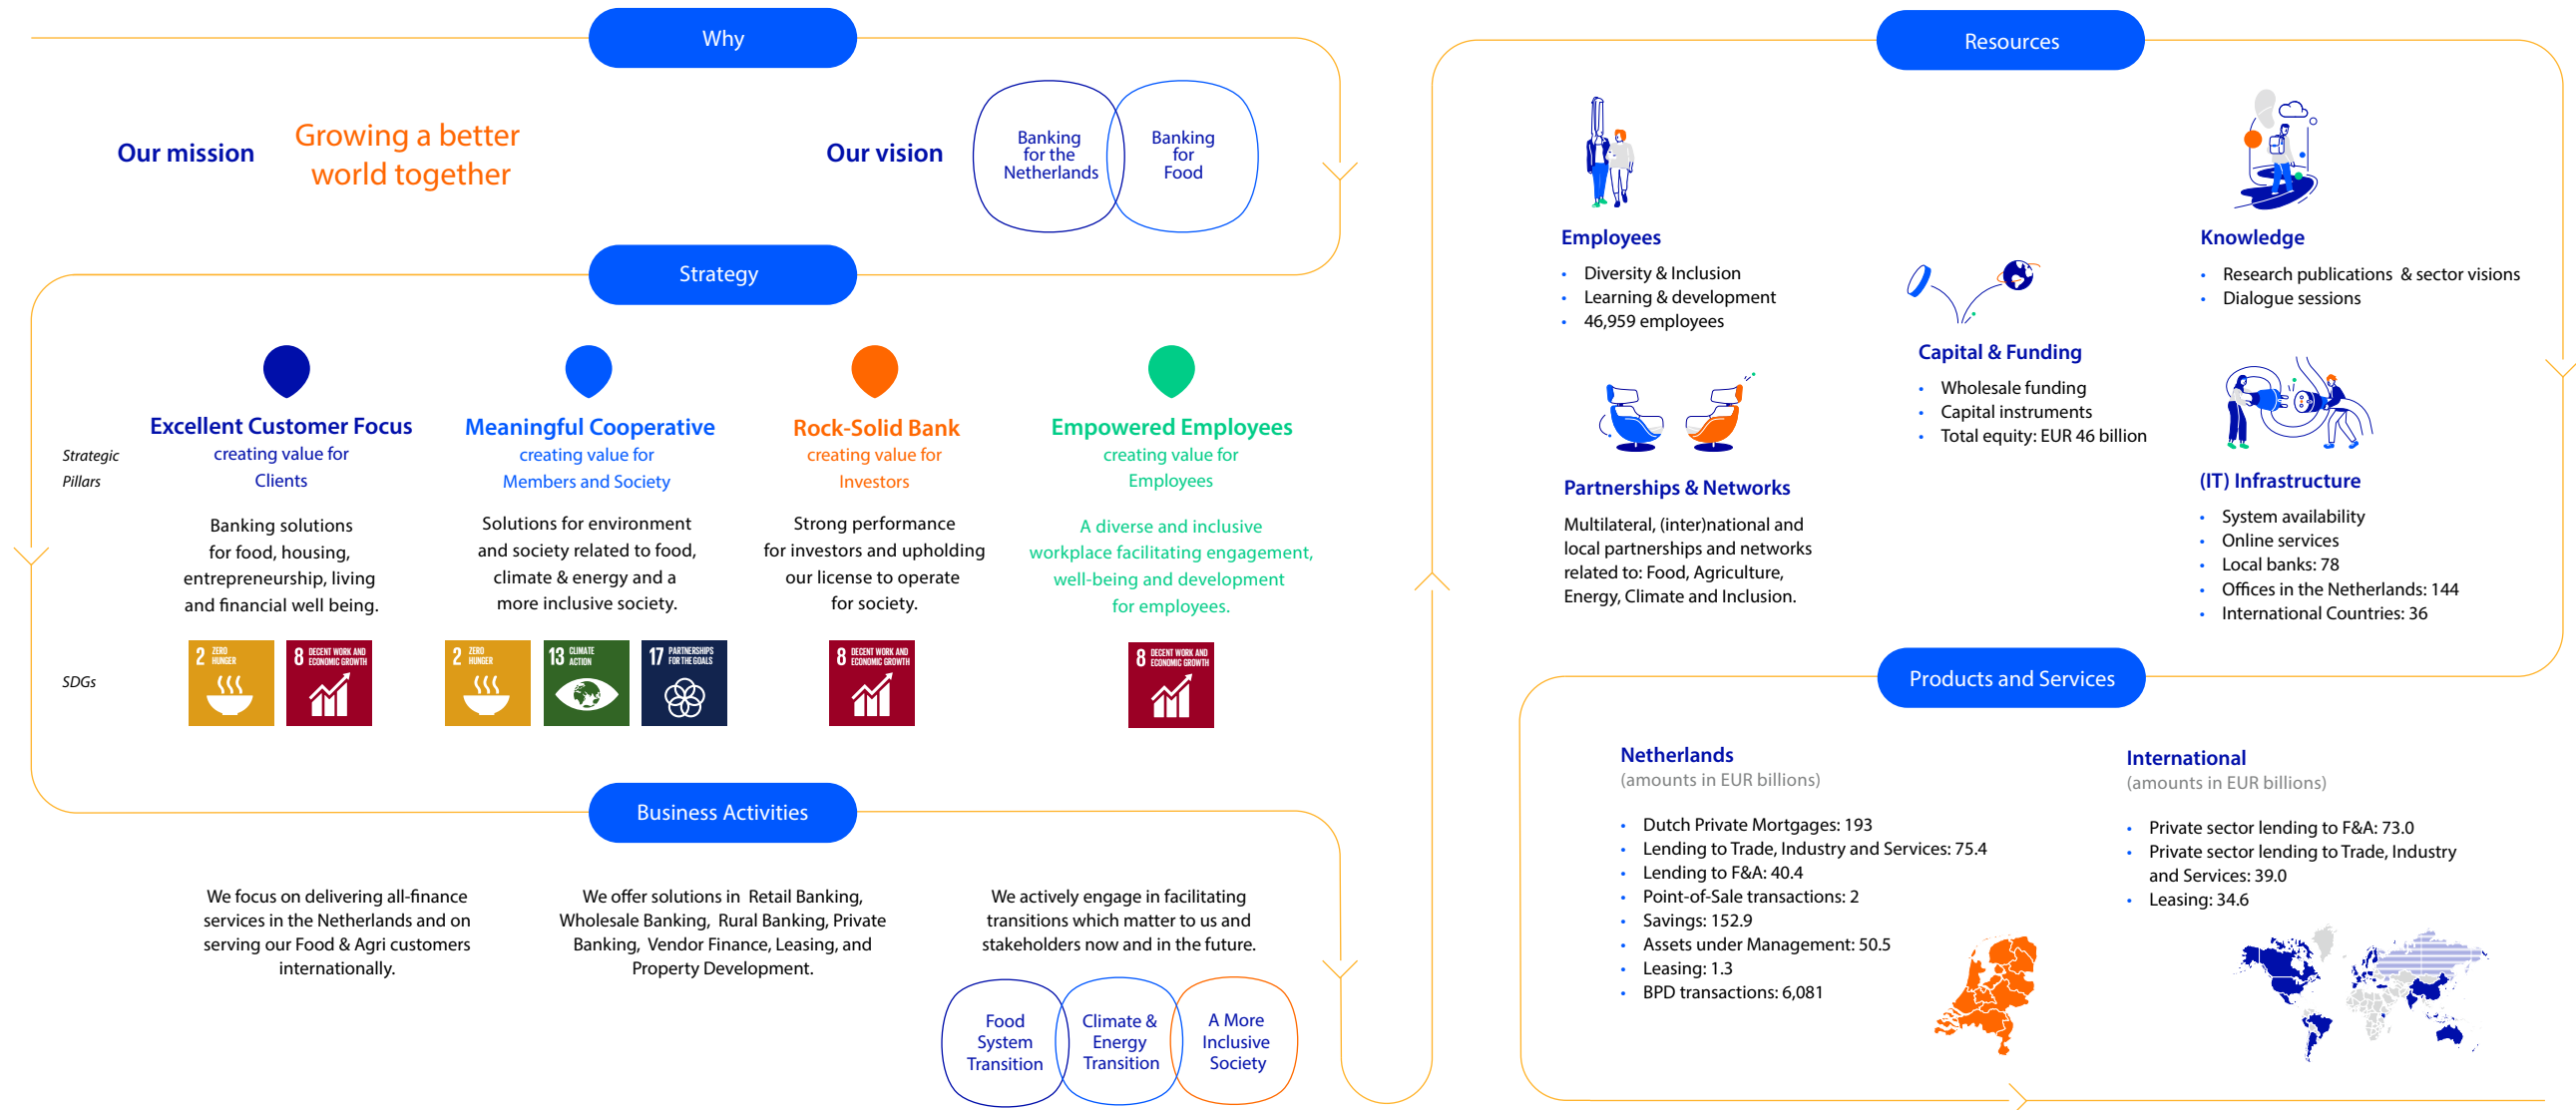 Why
Our mission
Growing a better
world together
Our vision
Banking
for the
Netherlands
Banking
for
Food
Strategy
Strategic
Pillars
Excellent Customer Focus
creating value for
Clients
Banking solutions
for food, housing,
entrepreneurship, living
and financial well being.
Meaningful Cooperative
creating value for
Members and Society
Solutions for environment
and society related to food,
climate & energy and a
more inclusive society.
Rock-Solid Bank
creating value for
Investors
Strong performance
for investors and upholding
our license to operate
for society.
Empowered Employees
creating value for
Employees
A diverse and inclusive
workplace facilitating engagement,
well-being and development
for employees.
SDGs
2 ZERO
HUNGER
8 DECENT WORK AND
ECONOMIC GROWTH
2 ZERO
HUNGER
13 CLIMATE
ACTION
17 PARTNERSHIPS
FOR THE GOALS
8 DECENT WORK AND
ECONOMIC GROWTH
8 DECENT WORK AND
ECONOMIC GROWTH
Business Activities
We focus on delivering all-finance
services in the Netherlands and on
serving our Food & Agri customers
internationally.
We offer solutions in Retail Banking,
Wholesale Banking, Rural Banking, Private
Banking, Vendor Finance, Leasing, and
Property Development.
We actively engage in facilitating
transitions which matter to us and
stakeholders now and in the future.
Food
System
Transition
Climate &
Energy
Transition
A More
Inclusive
Society
Resources
Employees
• Diversity & Inclusion
• Learning & development
• 46,959 employees
Partnerships & Networks
Multilateral, (inter)national and
local partnerships and networks
related to: Food, Agriculture,
Energy, Climate and Inclusion.
Capital & Funding
• Wholesale funding
• Capital instruments
• Total equity: EUR 46 billion
Knowledge
• Research publications & sector visions
• Dialogue sessions
(IT) Infrastructure
• System availability
• Online services
• Local banks: 78
• Offices in the Netherlands: 144
• International Countries: 36
Products and Services
Netherlands
(amounts in EUR billions)
• Dutch Private Mortgages: 193
• Lending to Trade, Industry and Services: 75.4
• Lending to F&A: 40.4
• Point-of-Sale transactions: 2
• Savings: 152.9
• Assets under Management: 50.5
• Leasing: 1.3
• BPD transactions: 6,081
International
(amounts in EUR billions)
• Private sector lending to F&A: 73.0
• Private sector lending to Trade, Industry
and Services: 39.0
• Leasing: 34.6